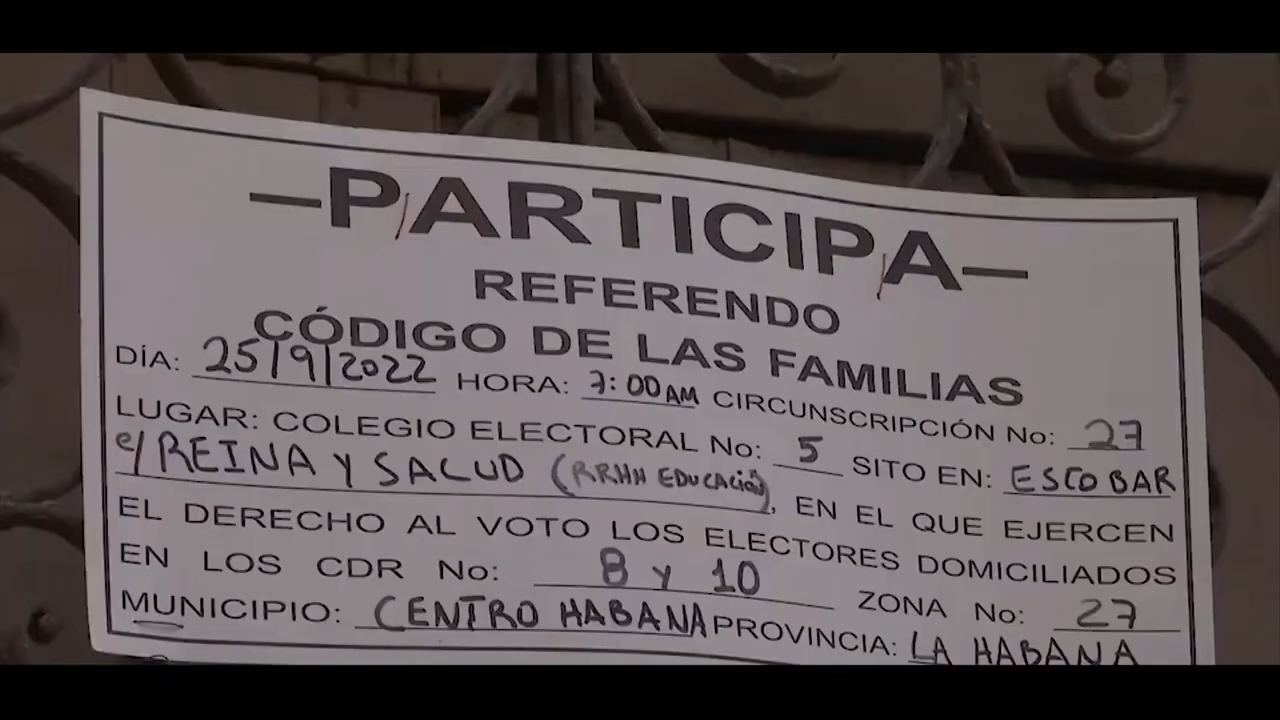 —PARTICIPA—
REFERENDO
CÓDIGO DE LAS FAMILIAS
DÍA: 25/9/2022 HORA: 7:00 AM CIRCUNSCRIPCIÓN No: 27
LUGAR: COLEGIO ELECTORAL No: 5 SITO EN: ESCOBAR
e/ REINA Y SALUD (RRHH EDUCACIÓN), EN EL QUE EJERCEN
EL DERECHO AL VOTO LOS ELECTORES DOMICILIADOS
EN LOS CDR No: 8 y 10 ZONA No: 27
MUNICIPIO: CENTRO HABANA PROVINCIA: LA HABANA